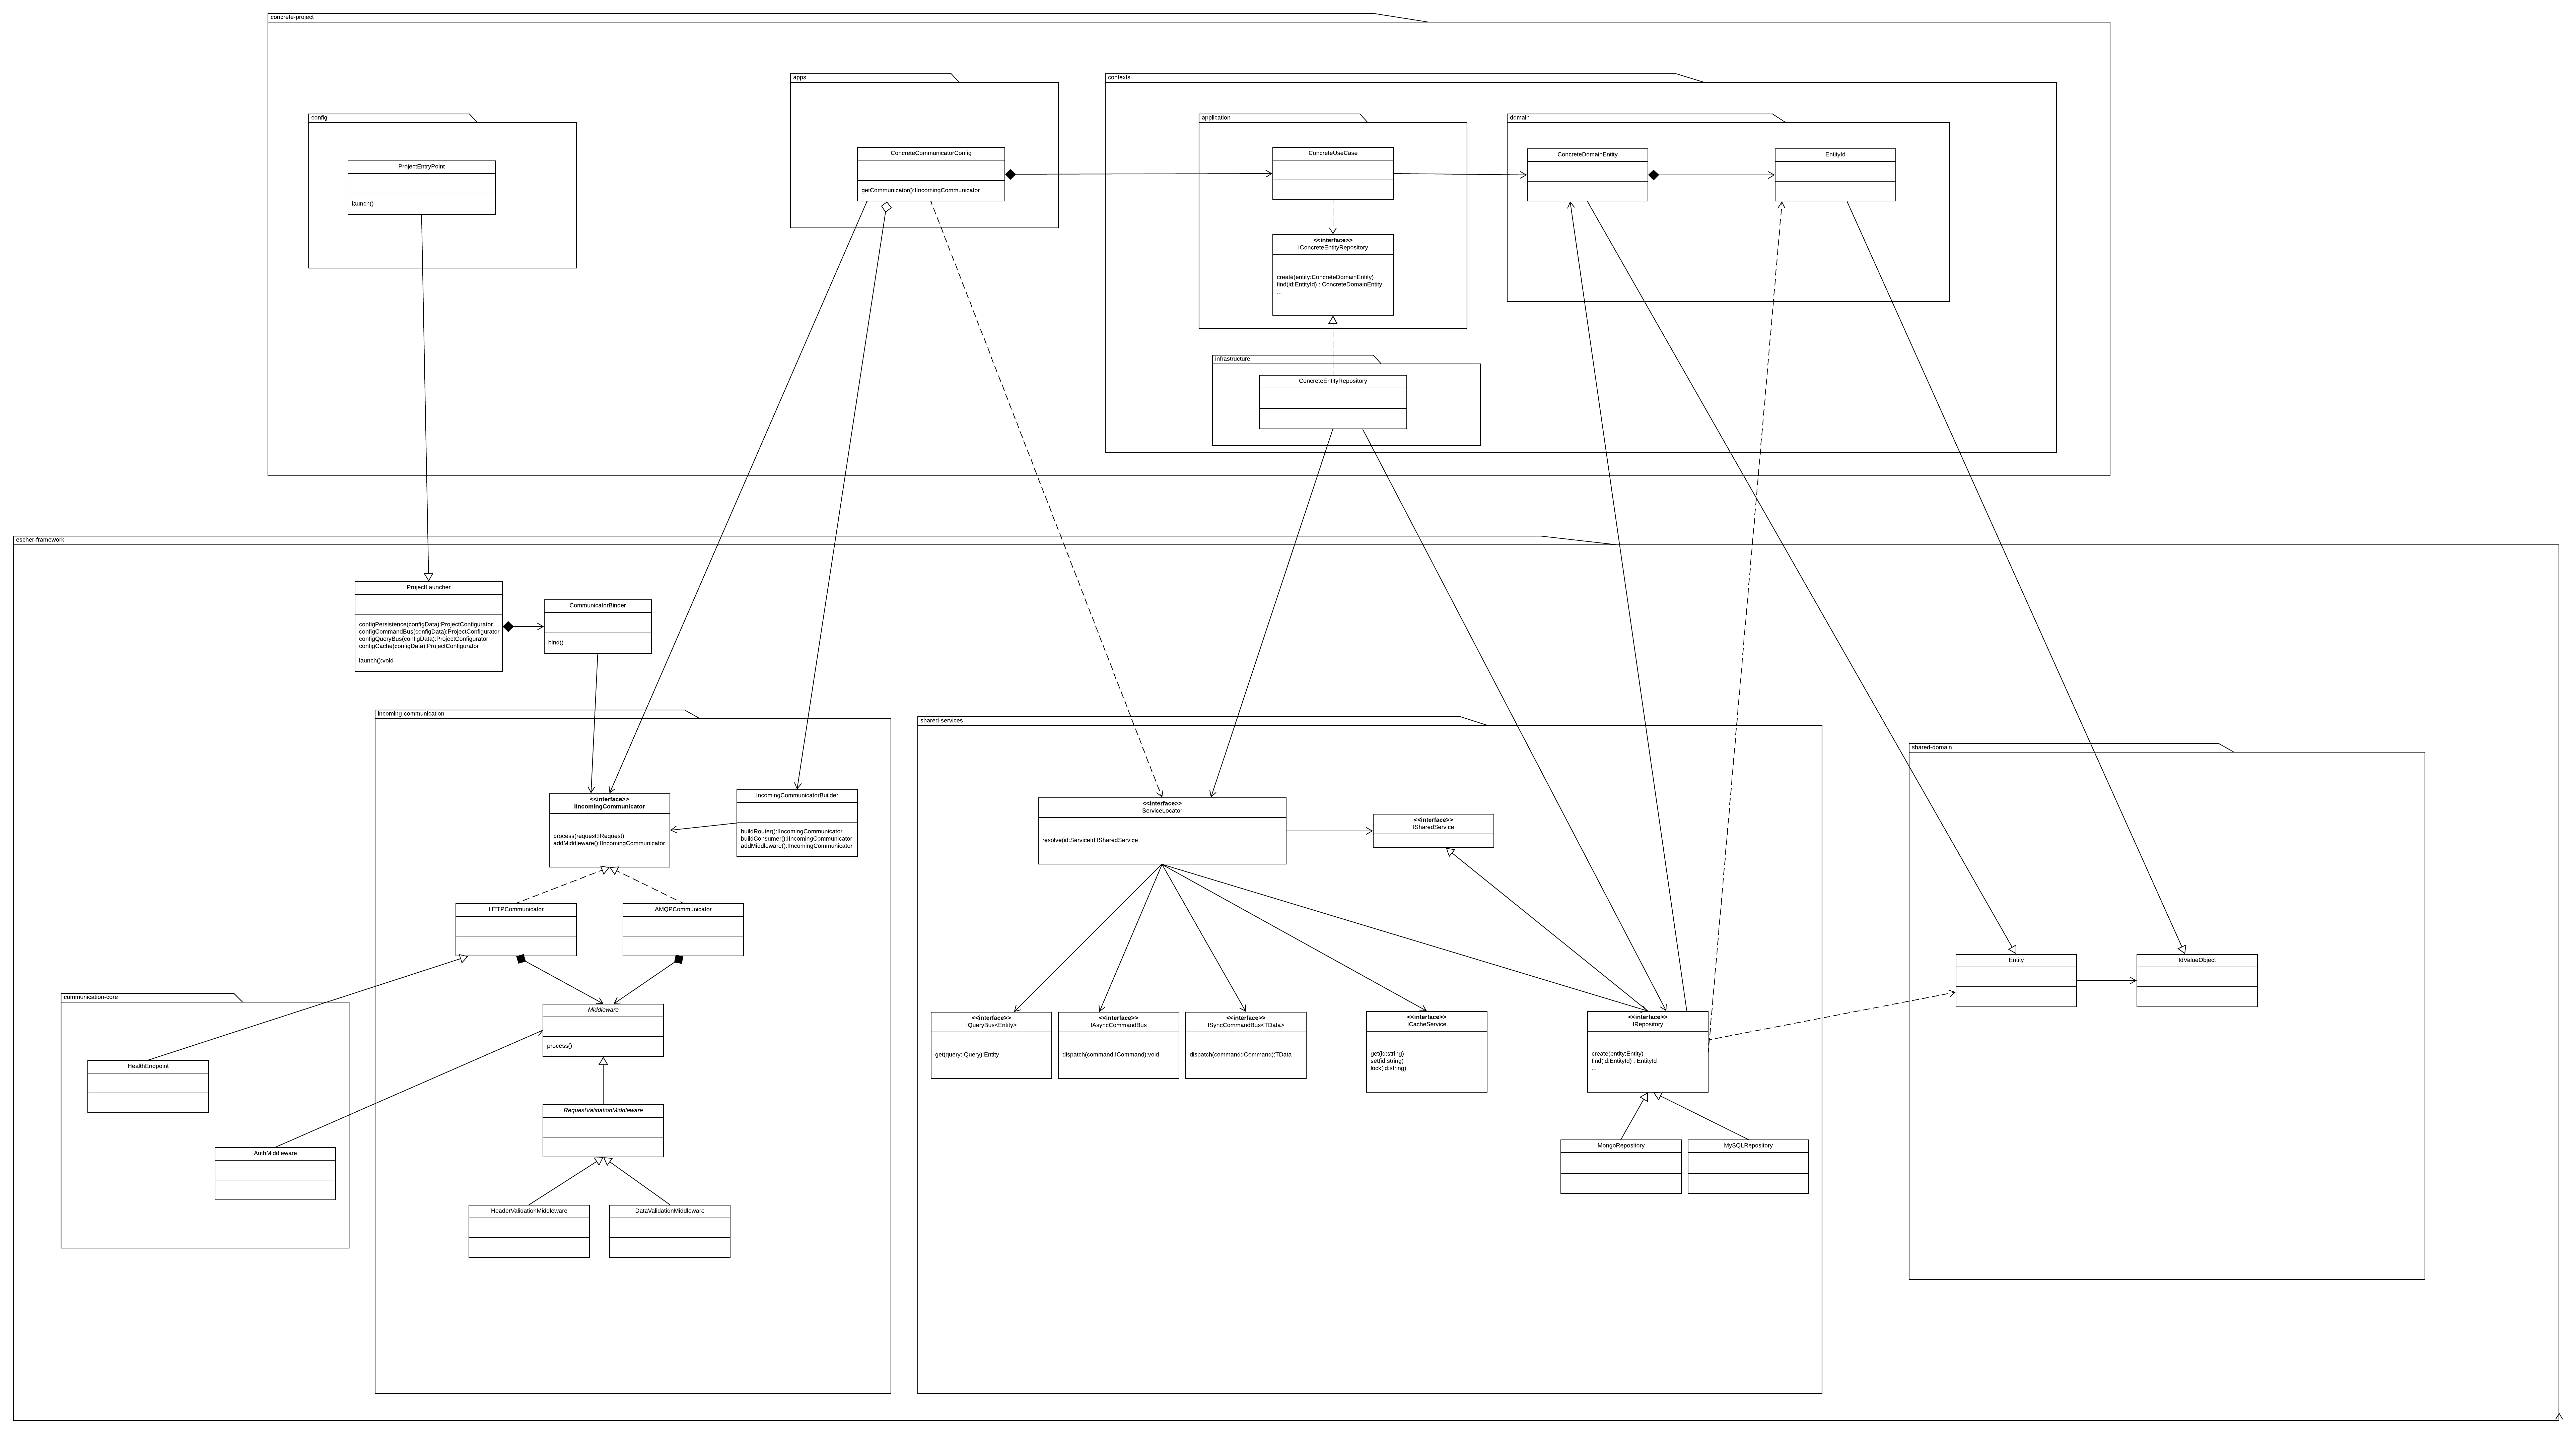 concrete-project
apps
contexts
config
application
domain
ProjectEntryPoint
launch()
ConcreteCommunicatorConfig
getCommunicator():IIncomingCommunicator
ConcreteUseCase
<<interface>>
IConcreteEntityRepository
create(entity:ConcreteDomainEntity)
find(id:EntityId) : ConcreteDomainEntity
...
ConcreteDomainEntity
EntityId
infrastructure
ConcreteEntityRepository
escher-framework
ProjectLauncher
configPersistence(configData):ProjectConfigurator
configCommandBus(configData):ProjectConfigurator
configQueryBus(configData):ProjectConfigurator
configCache(configData):ProjectConfigurator
launch():void
CommunicatorBinder
bind()
incoming-communication
<<interface>>
IIncomingCommunicator
process(request:IRequest)
addMiddleware():IIncomingCommunicator
IncomingCommunicatorBuilder
buildRouter():IIncomingCommunicator
buildConsumer():IIncomingCommunicator
addMiddleware():IIncomingCommunicator
HTTPCommunicator
AMQPCommunicator
Middleware
process()
RequestValidationMiddleware
HeaderValidationMiddleware
DataValidationMiddleware
communication-core
HealthEndpoint
AuthMiddleware
shared-services
<<interface>>
ServiceLocator
resolve(id:ServiceId:ISharedService
<<interface>>
ISharedService
<<interface>>
IQueryBus<Entity>
get(query:IQuery):Entity
<<interface>>
IAsyncCommandBus
dispatch(command:ICommand):void
<<interface>>
ISyncCommandBus<TData>
dispatch(command:ICommand):TData
<<interface>>
ICacheService
get(id:string)
set(id:string)
lock(id:string)
<<interface>>
IRepository
create(entity:Entity)
find(id:EntityId) : EntityId
...
MongoRepository
MySQLRepository
shared-domain
Entity
IdValueObject